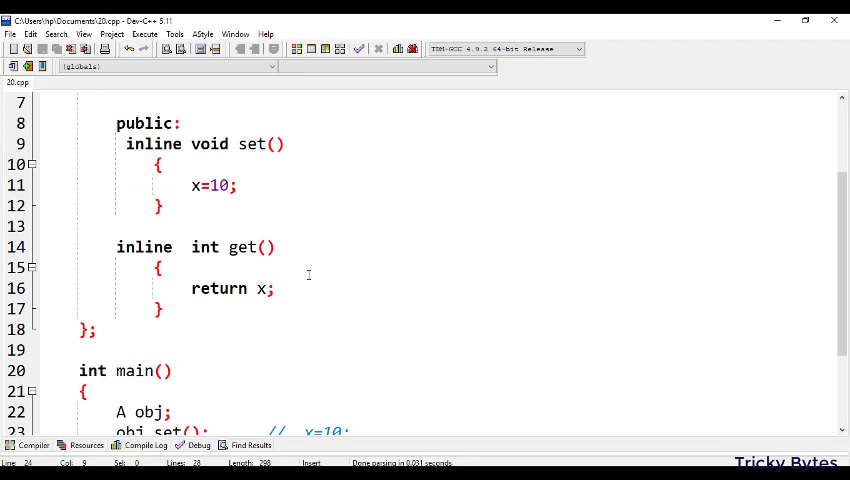 C:\Users\hp\Documents\20.cpp - Dev-C++ 5.11
File Edit Search View Project Execute Tools AStyle Window Help
TDM-GCC 4.9.2 64-bit Release
(globals)
20.cpp
7
8 public:
9 inline void set()
10 {
11 x=10;
12 }
13
14 inline int get()
15 {
16 return x;
17 }
18 };
19
20 int main()
21 {
22 A obj;
23 obj.set(); // x=10;
Compiler Resources Compile Log Debug Find Results
Line: 24 Col: 9 Sel: 0 Lines: 28 Length: 298 Insert Done parsing in 0.031 seconds
Tricky Bytes